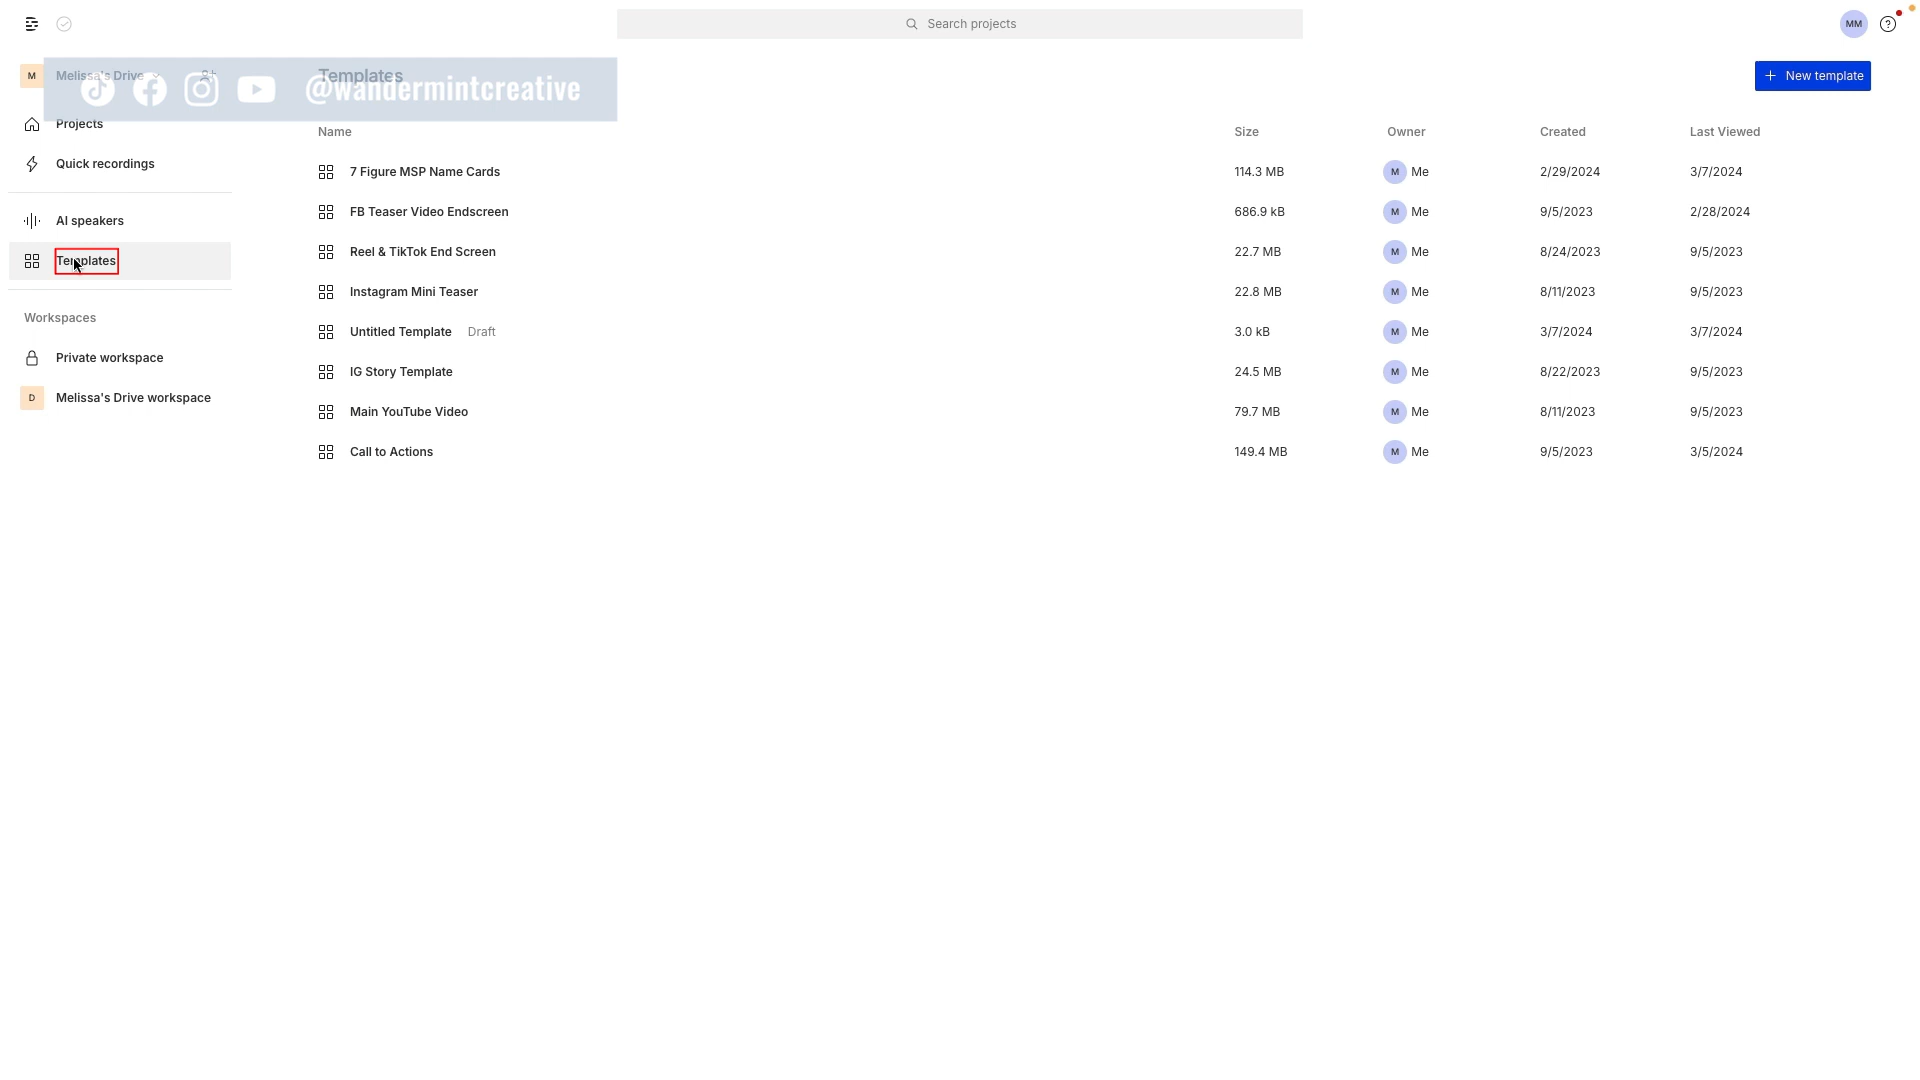 Search projects
MM
M Melissa's Drive
@wandermintcreative
Templates
New template
Projects
Quick recordings
AI speakers
Templates
Workspaces
Private workspace
D Melissa's Drive workspace
Name Size Owner Created Last Viewed
7 Figure MSP Name Cards 114.3 MB M Me 2/29/2024 3/7/2024
FB Teaser Video Endscreen 686.9 kB M Me 9/5/2023 2/28/2024
Reel & TikTok End Screen 22.7 MB M Me 8/24/2023 9/5/2023
Instagram Mini Teaser 22.8 MB M Me 8/11/2023 9/5/2023
Untitled Template Draft 3.0 kB M Me 3/7/2024 3/7/2024
IG Story Template 24.5 MB M Me 8/22/2023 9/5/2023
Main YouTube Video 79.7 MB M Me 8/11/2023 9/5/2023
Call to Actions 149.4 MB M Me 9/5/2023 3/5/2024